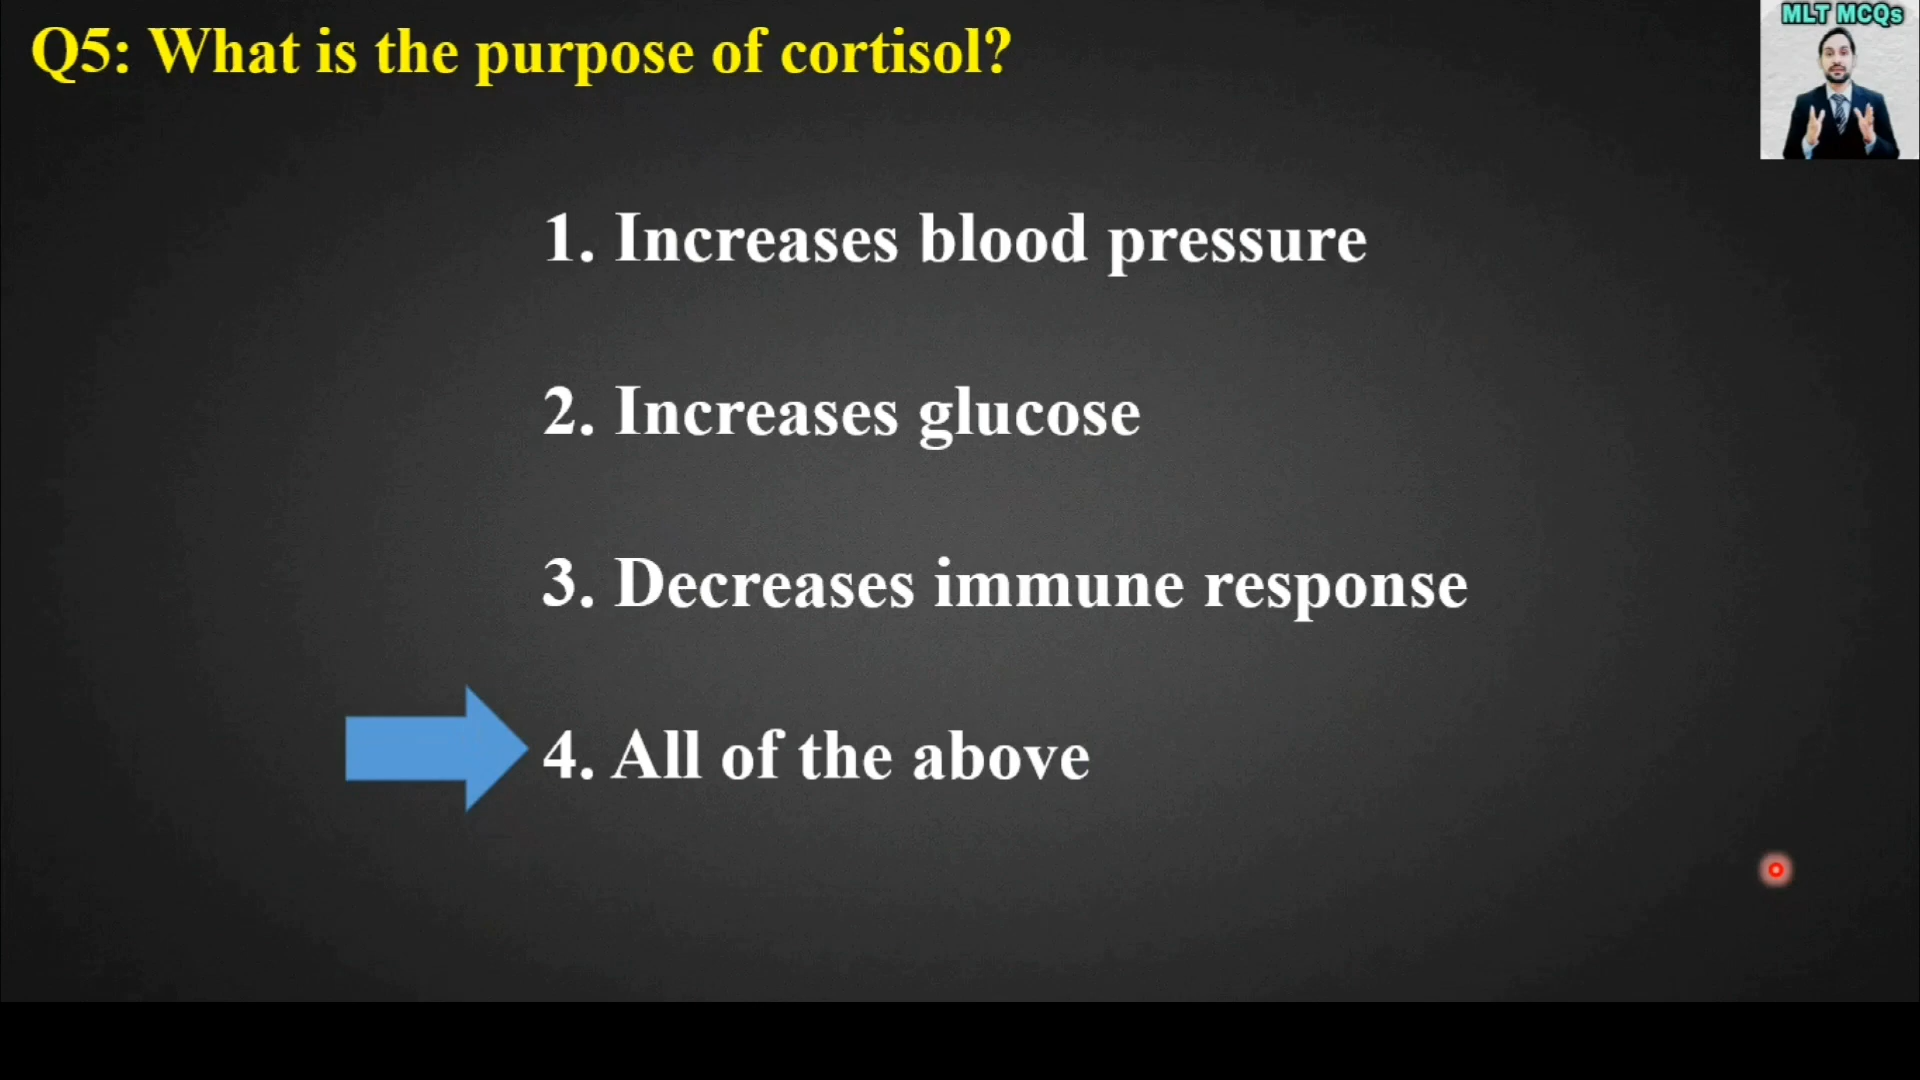 Q5: What is the purpose of cortisol?
MLT MCQs
1. Increases blood pressure
2. Increases glucose
3. Decreases immune response
4. All of the above